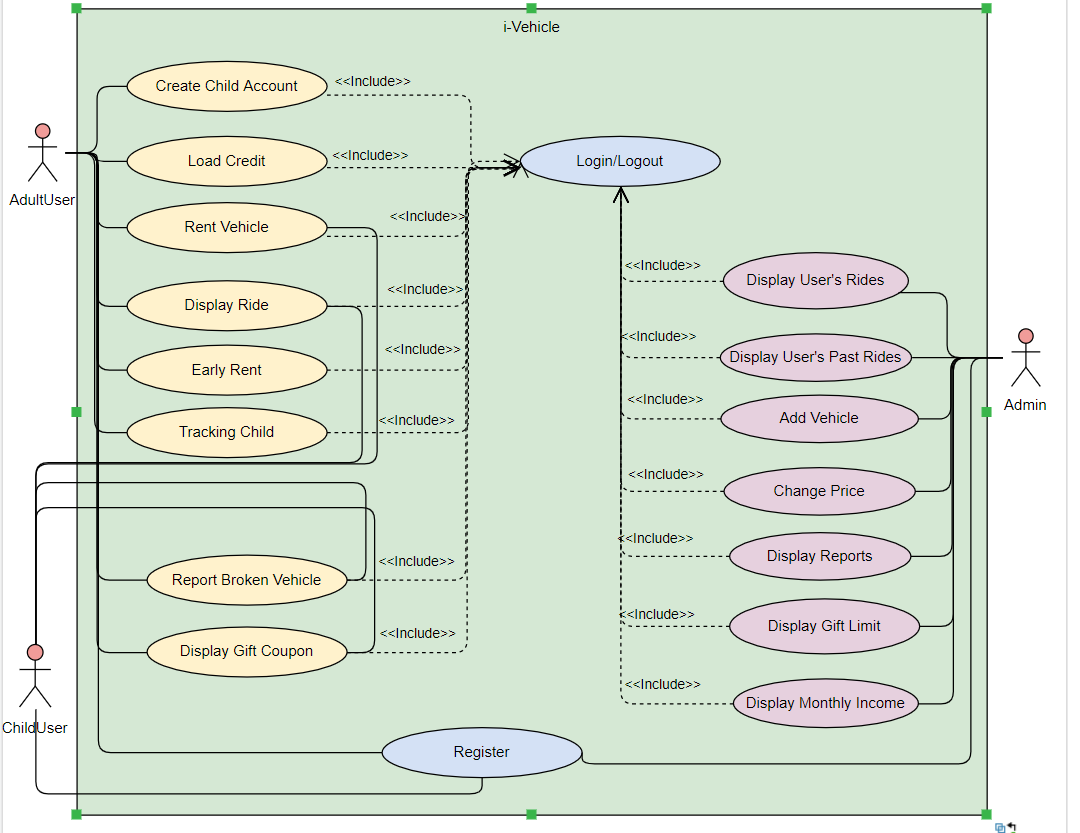 i-Vehicle
Create Child Account
<<Include>>
Load Credit
<<Include>>
Login/Logout
AdultUser
Rent Vehicle
<<Include>>
Display Ride
<<Include>>
Early Rent
<<Include>>
Tracking Child
<<Include>>
<<Include>>
Display User's Rides
<<Include>>
Display User's Past Rides
Admin
<<Include>>
Add Vehicle
<<Include>>
Change Price
<<Include>>
Display Reports
Report Broken Vehicle
<<Include>>
<<Include>>
Display Gift Limit
Display Gift Coupon
<<Include>>
<<Include>>
Display Monthly Income
ChildUser
Register